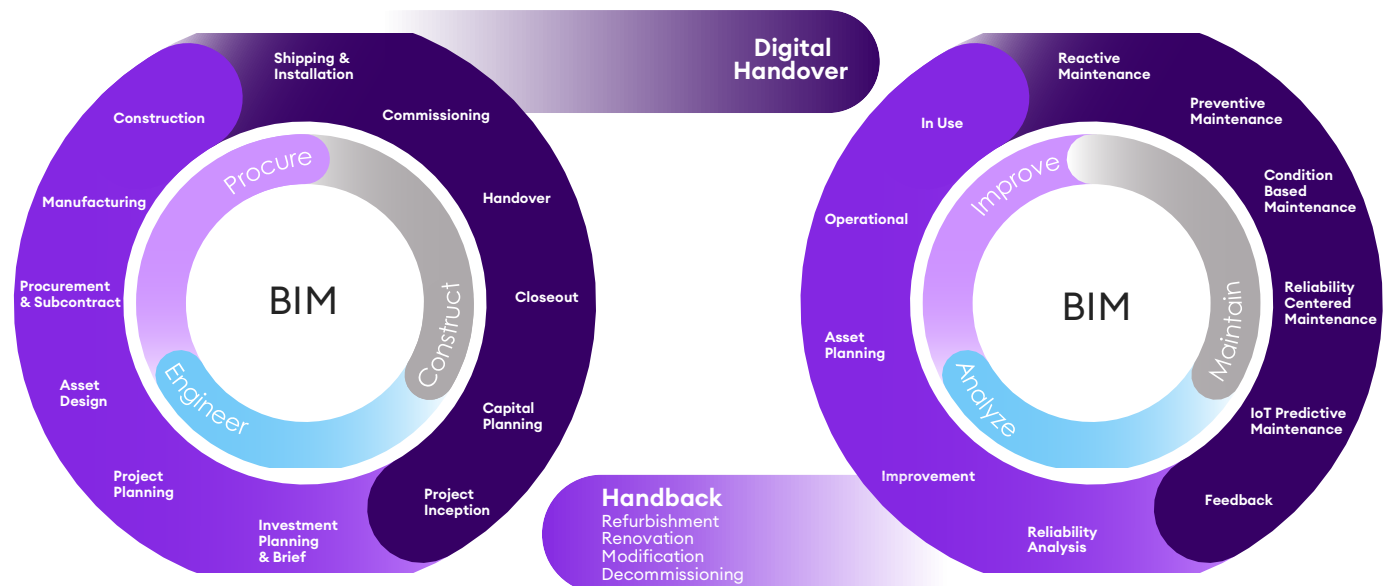 Digital
Handover
Shipping &
Installation
Commissioning
Handover
Closeout
Capital
Planning
Project
Inception
Investment
Planning
& Brief
Project
Planning
Asset
Design
Procurement
& Subcontract
Manufacturing
Construction
Procure
Construct
Engineer
BIM
Reactive
Maintenance
Preventive
Maintenance
Condition
Based
Maintenance
Reliability
Centered
Maintenance
IoT Predictive
Maintenance
Feedback
Reliability
Analysis
Improvement
Asset
Planning
Operational
In Use
Improve
Maintain
Analyze
BIM
Handback
Refurbishment
Renovation
Modification
Decommissioning